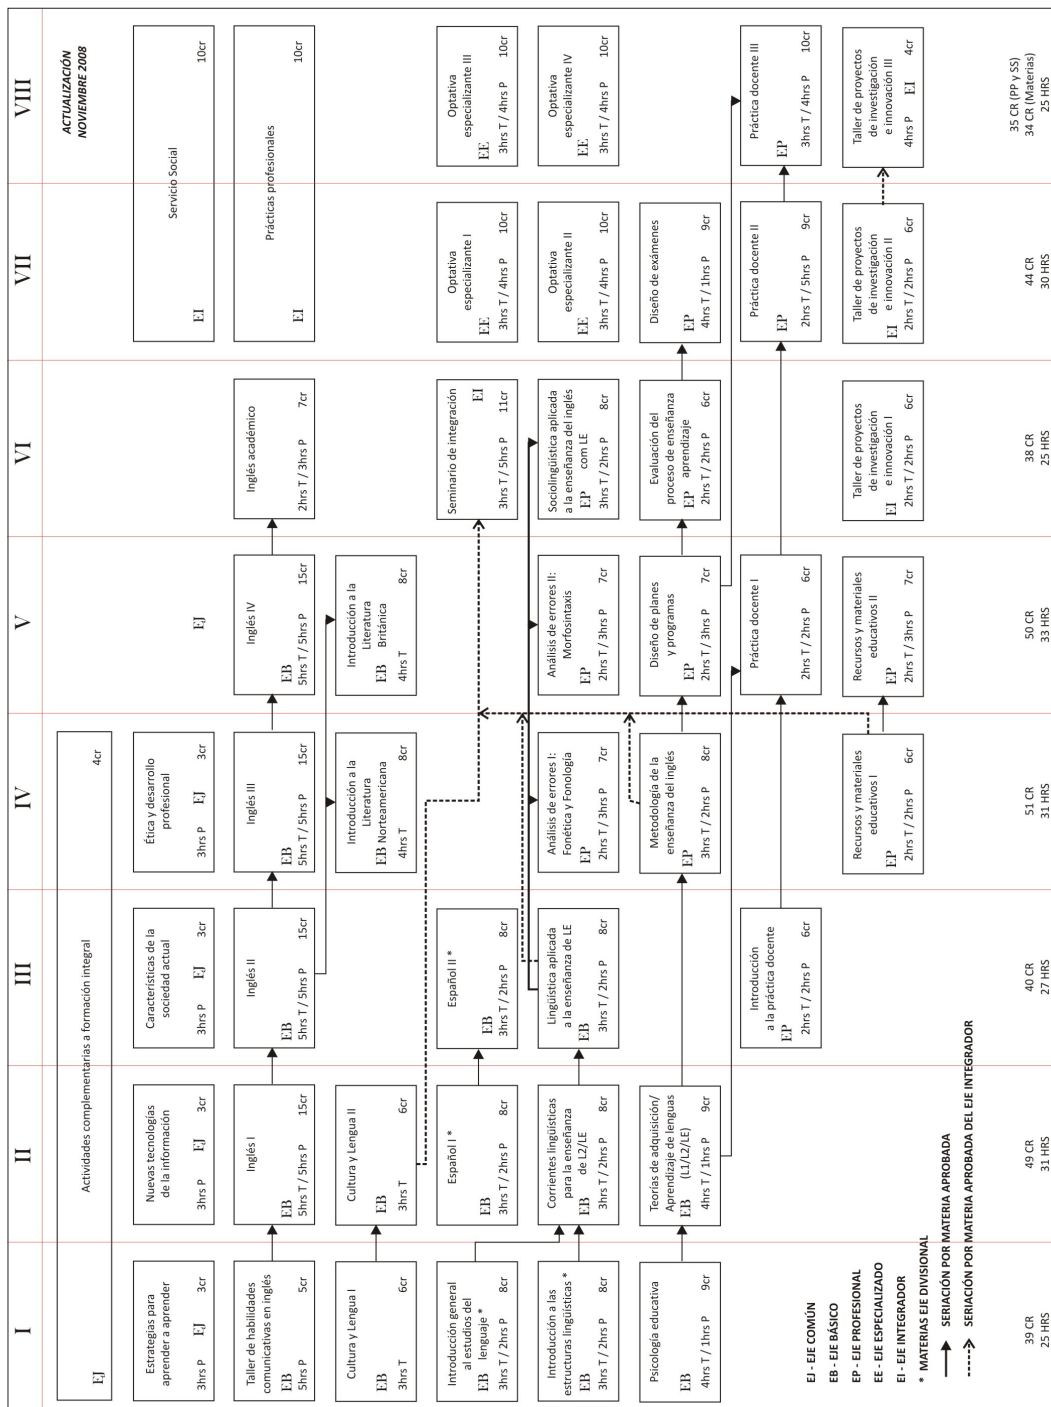 I
II
III
IV
V
VI
VII
VIII
ACTUALIZACIÓN
NOVIEMBRE 2008
Actividades complementarias a formación integral
EJ
4cr
Servicio Social
EI
10cr
Estrategias para
aprender a aprender
3hrs P EJ 3cr
Nuevas tecnologías
de la información
3hrs P EJ 3cr
Características de la
sociedad actual
3hrs P EJ 3cr
Ética y desarrollo
profesional
3hrs P EJ 3cr
EJ
Prácticas profesionales
EI
10cr
Taller de habilidades
comunicativas en inglés
EB
5hrs P 5cr
Inglés I
EB
5hrs T / 5hrs P 15cr
Inglés II
EB
5hrs T / 5hrs P 15cr
Inglés III
EB
5hrs T / 5hrs P 15cr
Inglés IV
EB
5hrs T / 5hrs P 15cr
Inglés académico
2hrs T / 3hrs P 7cr
Cultura y Lengua I
EB
3hrs T 6cr
Cultura y Lengua II
EB
3hrs T 6cr
Introducción a la
Literatura
EB Norteamericana
4hrs T 8cr
Introducción a la
Literatura
EB Británica
4hrs T 8cr
Introducción general
al estudios del
EB lenguaje *
3hrs T / 2hrs P 8cr
Español I *
EB
3hrs T / 2hrs P 8cr
Español II *
EB
3hrs T / 2hrs P 8cr
Seminario de integración
EI
3hrs T / 5hrs P 11cr
Optativa
especializante I
EE
3hrs T / 4hrs P 10cr
Optativa
especializante III
EE
3hrs T / 4hrs P 10cr
Introducción a las
estructuras lingüísticas *
EB
3hrs T / 2hrs P 8cr
Corrientes lingüísticas
para la enseñanza
EB de L2/LE
3hrs T / 2hrs P 8cr
Lingüística aplicada
a la enseñanza de LE
EB
3hrs T / 2hrs P 8cr
Análisis de errores I:
Fonética y Fonología
EP
2hrs T / 3hrs P 7cr
Análisis de errores II:
Morfosintaxis
EP
2hrs T / 3hrs P 7cr
Sociolingüística aplicada
a la enseñanza del inglés
EP com LE
3hrs T / 2hrs P 8cr
Optativa
especializante II
EE
3hrs T / 4hrs P 10cr
Optativa
especializante IV
EE
3hrs T / 4hrs P 10cr
Psicología educativa
EB
4hrs T / 1hrs P 9cr
Teorías de adquisición/
Aprendizaje de lenguas
EB (L1/L2/LE)
4hrs T / 1hrs P 9cr
Metodología de la
enseñanza del inglés
EP
3hrs T / 2hrs P 8cr
Diseño de planes
y programas
EP
2hrs T / 3hrs P 7cr
Evaluación del
proceso de enseñanza
EP aprendizaje
2hrs T / 2hrs P 6cr
Diseño de exámenes
EP
4hrs T / 1hrs P 9cr
Introducción
a la práctica docente
EP
2hrs T / 2hrs P 6cr
Práctica docente I
2hrs T / 2hrs P 6cr
Práctica docente II
EP
2hrs T / 5hrs P 9cr
Práctica docente III
EP
3hrs T / 4hrs P 10cr
Recursos y materiales
educativos I
EP
2hrs T / 2hrs P 6cr
Recursos y materiales
educativos II
EP
2hrs T / 3hrs P 7cr
Taller de proyectos
de investigación
EI e innovación I
2hrs T / 2hrs P 6cr
Taller de proyectos
de investigación
EI e innovación II
2hrs T / 2hrs P 6cr
Taller de proyectos
de investigación
e innovación III
4hrs P EI 4cr
EJ - EJE COMÚN
EB - EJE BÁSICO
EP - EJE PROFESIONAL
EE - EJE ESPECIALIZADO
EI - EJE INTEGRADOR
* MATERIAS EJE DIVISIONAL
SERIACIÓN POR MATERIA APROBADA
SERIACIÓN POR MATERIA APROBADA DEL EJE INTEGRADOR
39 CR
25 HRS
49 CR
31 HRS
40 CR
27 HRS
51 CR
31 HRS
50 CR
33 HRS
38 CR
25 HRS
44 CR
30 HRS
35 CR (PP y SS)
34 CR (Materias)
25 HRS